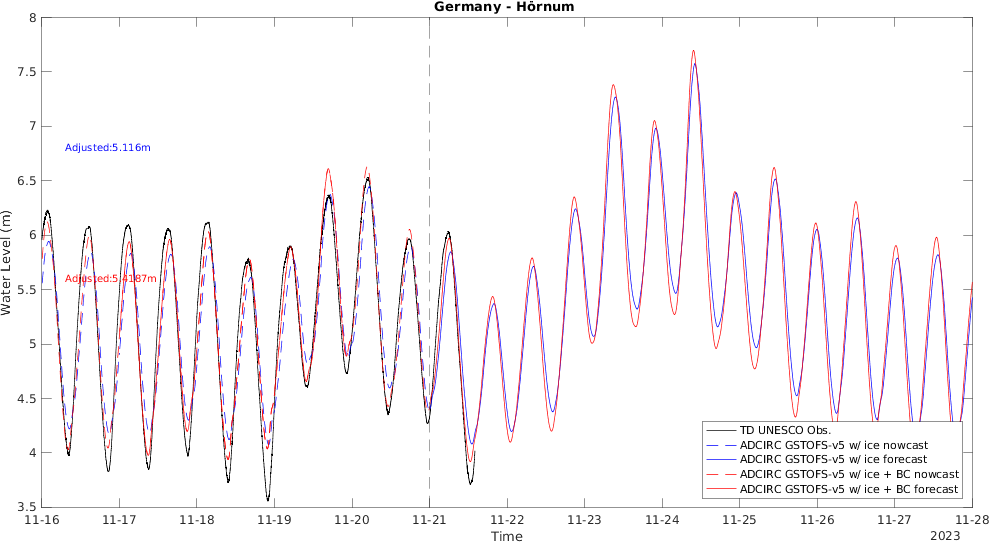 Germany - Hörnum
8
7.5
7
6.5
6
5.5
5
4.5
4
3.5
Water Level (m)
Adjusted:5.116m
Adjusted:5.4187m
TD UNESCO Obs.
ADCIRC GSTOFS-v5 w/ ice nowcast
ADCIRC GSTOFS-v5 w/ ice forecast
ADCIRC GSTOFS-v5 w/ ice + BC nowcast
ADCIRC GSTOFS-v5 w/ ice + BC forecast
11-16 11-17 11-18 11-19 11-20 11-21 11-22 11-23 11-24 11-25 11-26 11-27 11-28
Time
2023